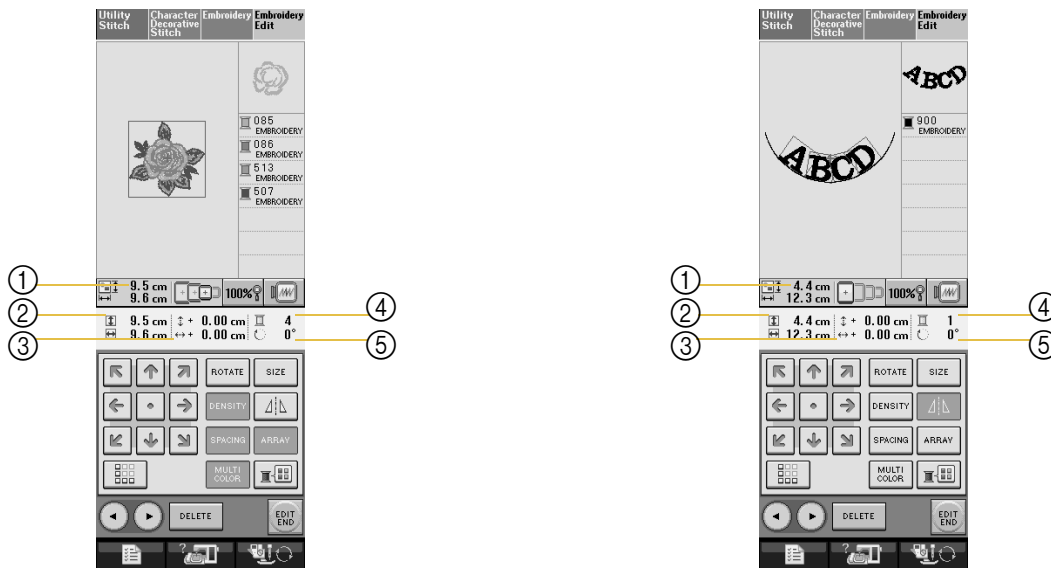 Utility Stitch
Character Decorative Stitch
Embroidery
Embroidery Edit
085
EMBROIDERY
086
EMBROIDERY
513
EMBROIDERY
507
EMBROIDERY
①
9.5 cm
9.6 cm
100%
② 9.5 cm + 0.00 cm 4 ④
③ 9.6 cm + 0.00 cm 0° ⑤
ROTATE SIZE
DENSITY
SPACING ARRAY
MULTI COLOR
DELETE
EDIT END
?
Utility Stitch
Character Decorative Stitch
Embroidery
Embroidery Edit
ABCD
ABCD
900
EMBROIDERY
①
4.4 cm
12.3 cm
100%
② 4.4 cm + 0.00 cm 1 ④
③ 12.3 cm + 0.00 cm 0° ⑤
ROTATE SIZE
DENSITY
SPACING ARRAY
MULTI COLOR
DELETE
EDIT END
?